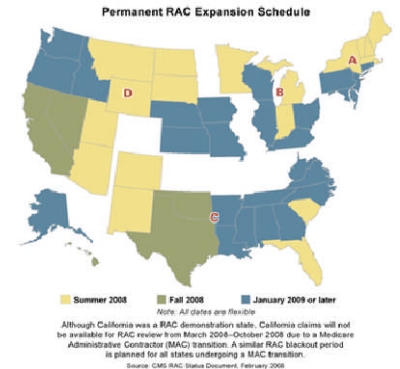 Permanent RAC Expansion Schedule
A
B
D
C
Summer 2008 Fall 2008 January 2009 or later
Note: All dates are flexible
Although California was a RAC demonstration state, California claims will not
be available for RAC review from March 2008–October 2008 due to a Medicare
Administrative Contractor (MAC) transition. A similar RAC blackout period
is planned for all states undergoing a MAC transition.
Source: CMS RAC Status Document, February 2008